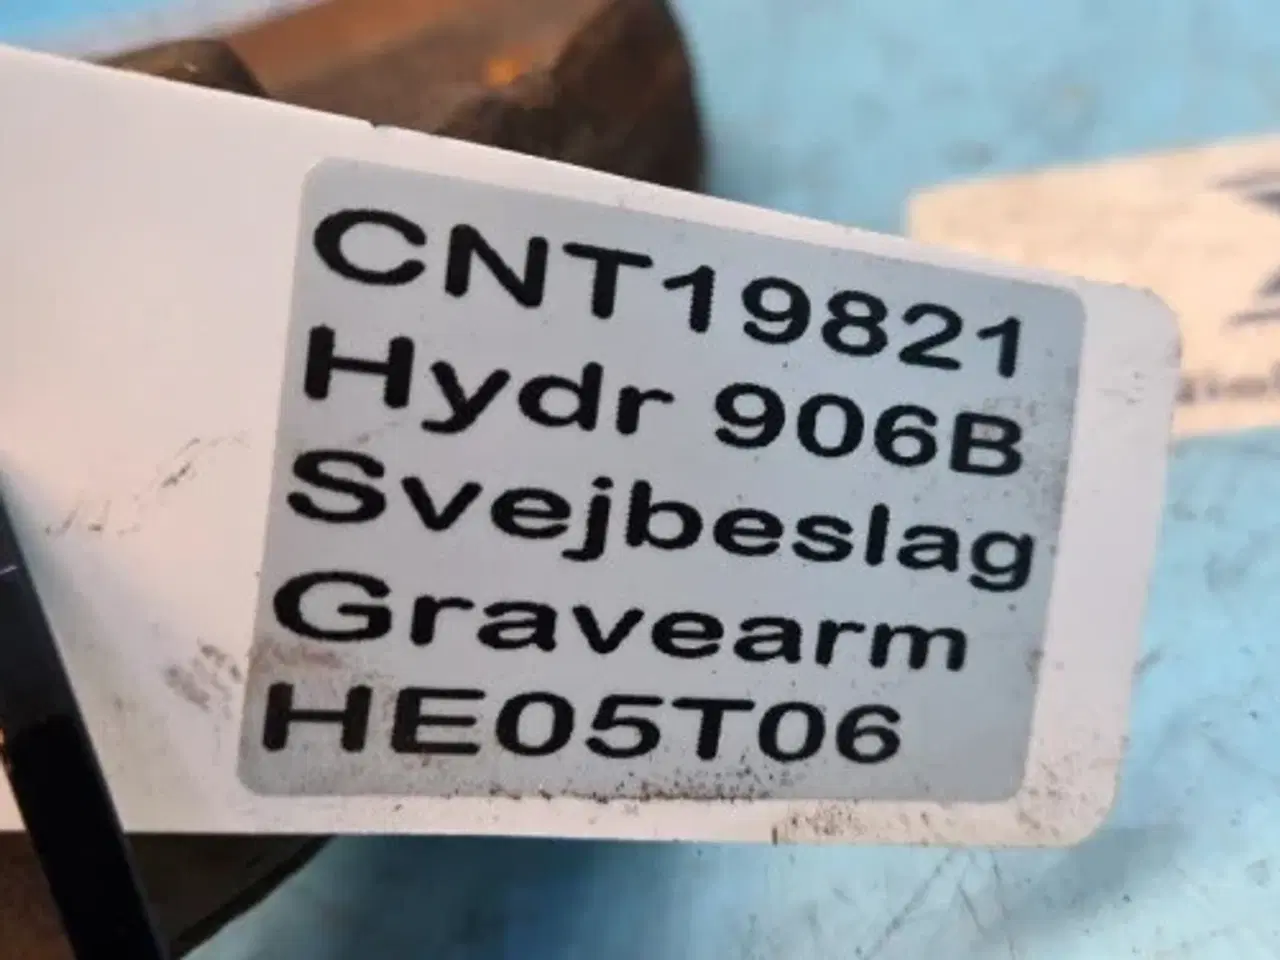 CNT19821
Hydr 906B
Svejbeslag
Gravearm
HE05T06